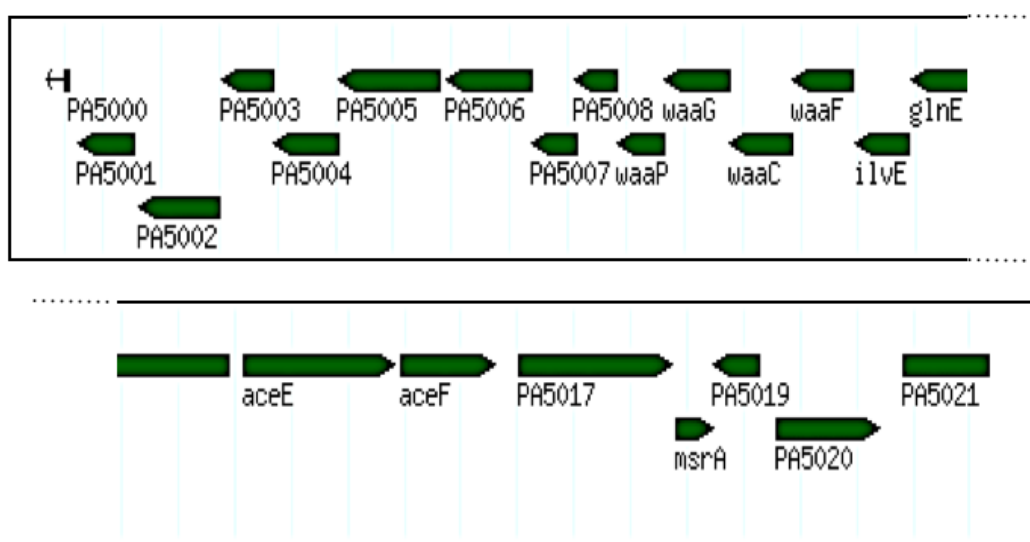 PA5000 PA5003 PA5005 PA5006 PA5008 waaG waaF glnE
PA5001 PA5004 PA5007 waaP waaC ilvE
PA5002
aceE aceF PA5017 PA5019 PA5021
msrA PA5020